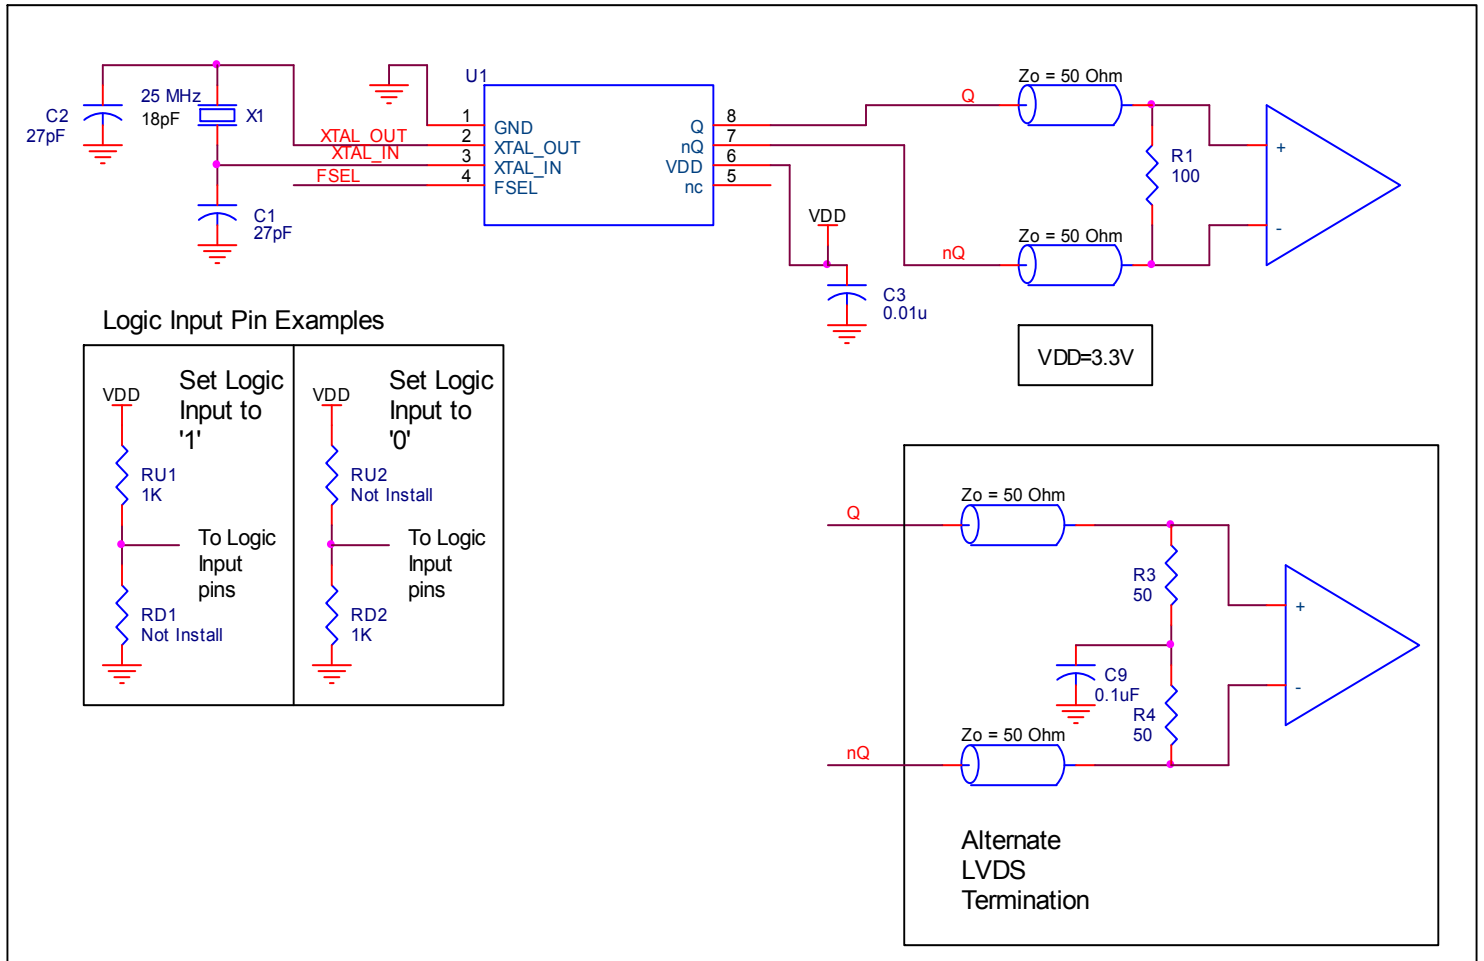 C2
27pF
25 MHz
18pF
X1
C1
27pF
XTAL_OUT
XTAL_IN
FSEL
U1
1
2
3
4
GND
XTAL_OUT
XTAL_IN
FSEL
Q
nQ
VDD
nc
8
7
6
5
VDD
C3
0.01u
Q
Zo = 50 Ohm
nQ
Zo = 50 Ohm
R1
100
+
-
VDD=3.3V
Logic Input Pin Examples
VDD
Set Logic
Input to
'1'
RU1
1K
To Logic
Input
pins
RD1
Not Install
VDD
Set Logic
Input to
'0'
RU2
Not Install
To Logic
Input
pins
RD2
1K
Q
Zo = 50 Ohm
R3
50
C9
0.1uF
R4
50
+
-
nQ
Zo = 50 Ohm
Alternate
LVDS
Termination